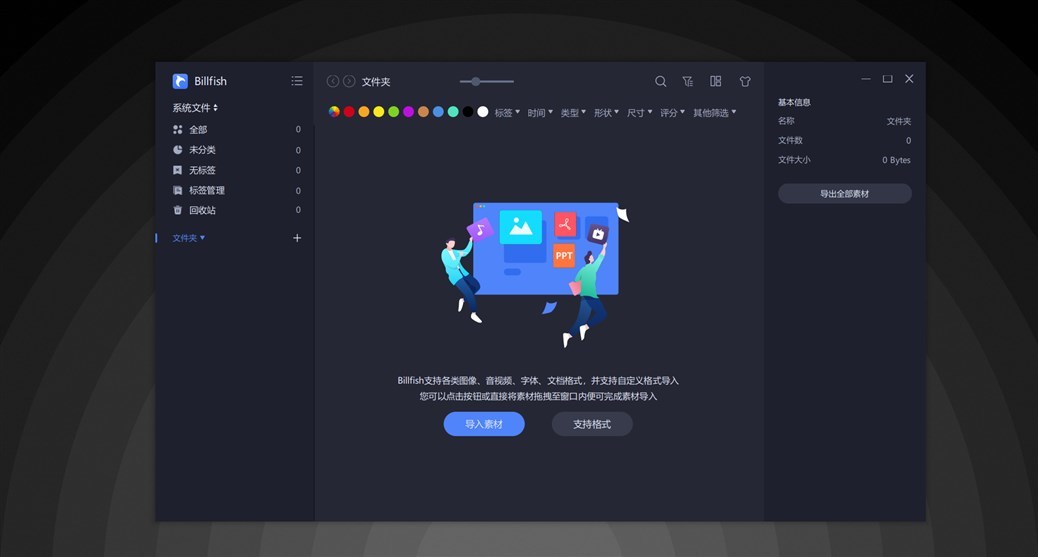 Billfish
系统文件
全部 0
未分类 0
无标签 0
标签管理 0
回收站 0
文件夹
文件夹
标签 时间 类型 形状 尺寸 评分 其他筛选
PPT
Billfish支持各类图像、音视频、字体、文档格式，并支持自定义格式导入
您可以点击按钮或直接将素材拖拽至窗口内便可完成素材导入
导入素材 支持格式
基本信息
名称 文件夹
文件数 0
文件大小 0 Bytes
导出全部素材